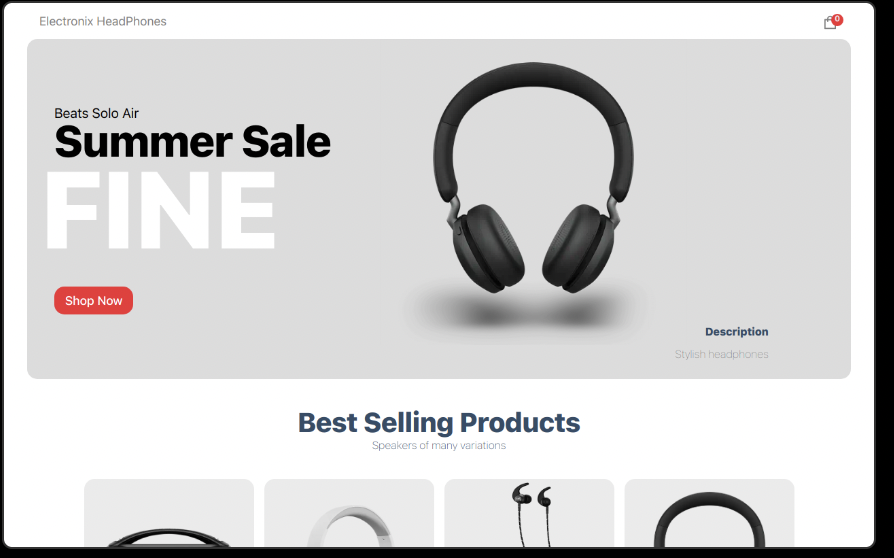 Electronix HeadPhones
0
Beats Solo Air
Summer Sale
FINE
Shop Now
Description
Stylish headphones
Best Selling Products
Speakers of many variations